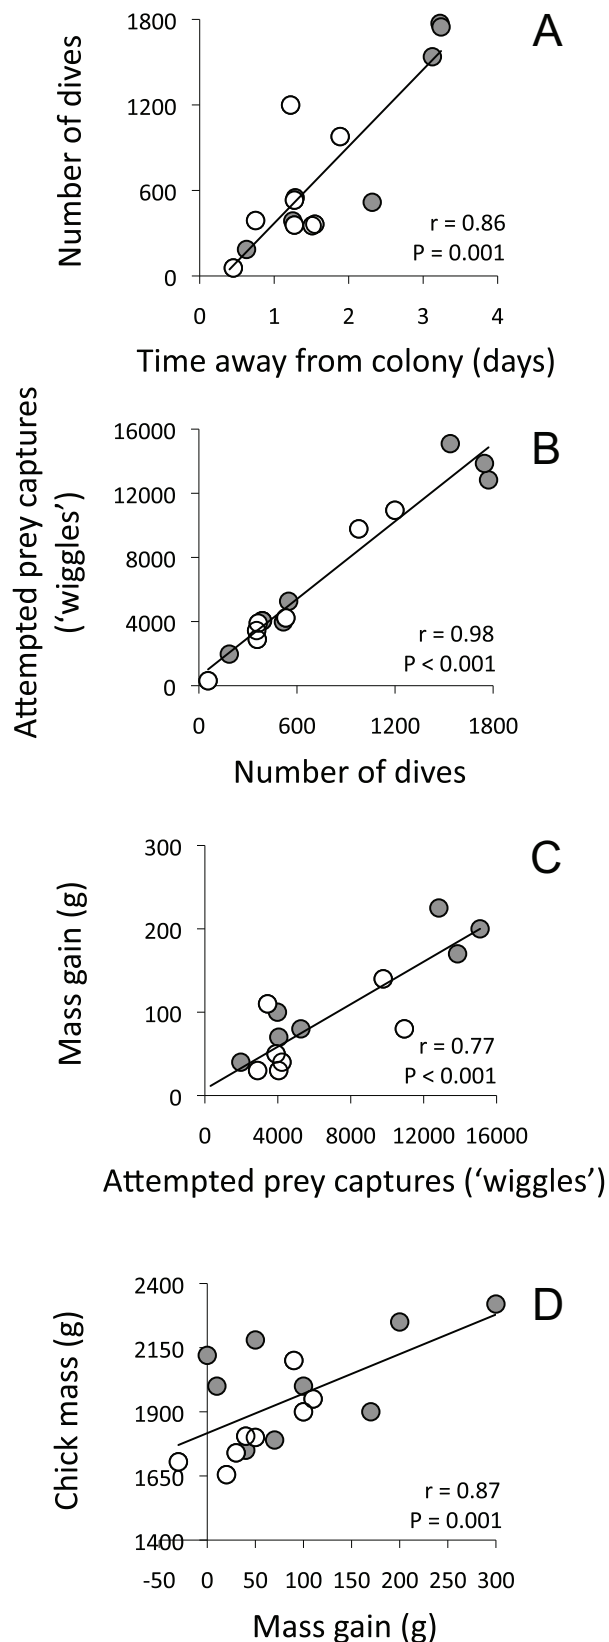 A
Number of dives
1800
1200
600
0
r = 0.86
P = 0.001
0 1 2 3 4
Time away from colony (days)
B
Attempted prey captures
(‘wiggles’)
16000
12000
8000
4000
0
r = 0.98
P < 0.001
0 600 1200 1800
Number of dives
C
Mass gain (g)
300
200
100
0
r = 0.77
P < 0.001
0 4000 8000 12000 16000
Attempted prey captures (‘wiggles’)
D
Chick mass (g)
2400
2150
1900
1650
1400
r = 0.87
P = 0.001
-50 0 50 100 150 200 250 300
Mass gain (g)